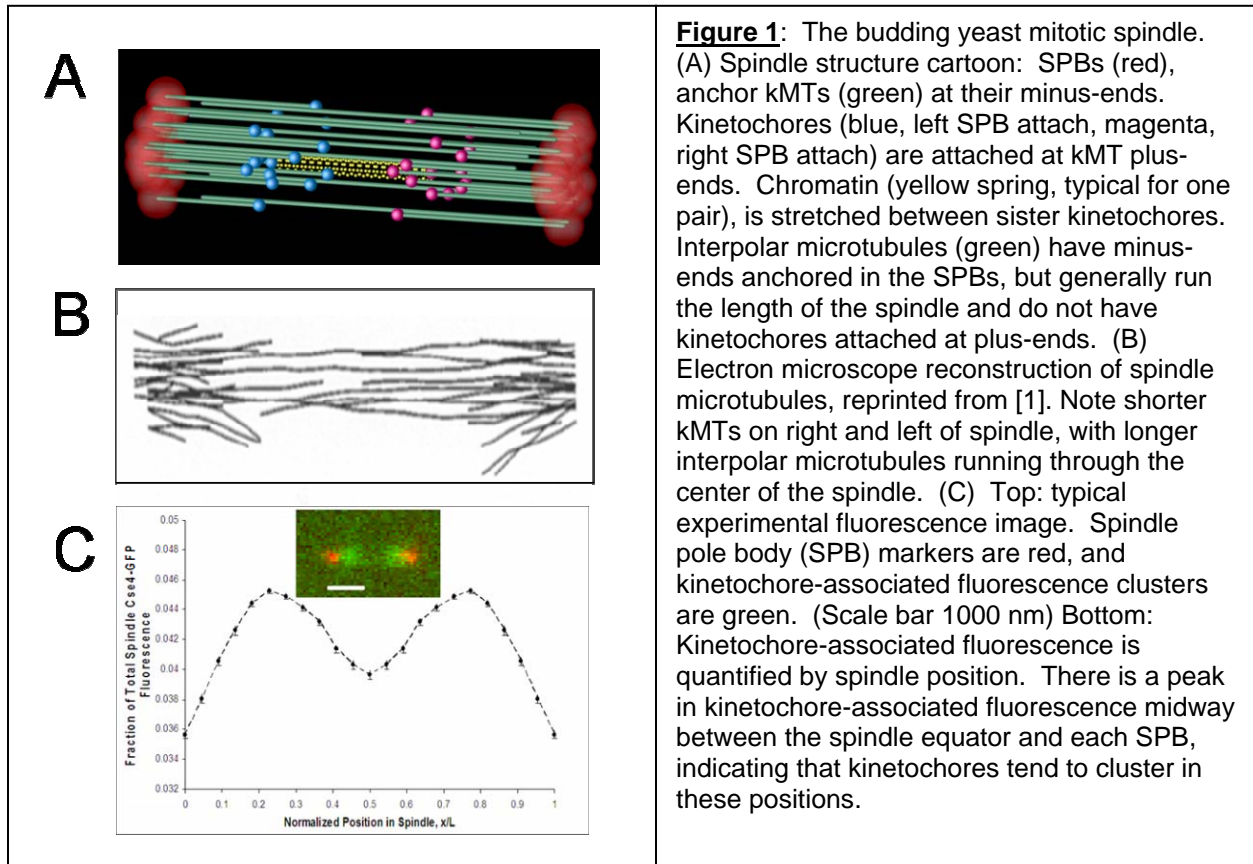 A
B
C
0.05
0.048
0.046
0.044
0.042
0.04
0.038
0.036
0.034
0.032
Fraction of Total Spindle Cse4-GFP
Fluorescence
0
0.1
0.2
0.3
0.4
0.5
0.6
0.7
0.8
0.9
1
Normalized Position in Spindle, x/L
Figure 1: The budding yeast mitotic spindle.
(A) Spindle structure cartoon: SPBs (red),
anchor kMTs (green) at their minus-ends.
Kinetochores (blue, left SPB attach, magenta,
right SPB attach) are attached at kMT plus-
ends. Chromatin (yellow spring, typical for one
pair), is stretched between sister kinetochores.
Interpolar microtubules (green) have minus-
ends anchored in the SPBs, but generally run
the length of the spindle and do not have
kinetochores attached at plus-ends. (B)
Electron microscope reconstruction of spindle
microtubules, reprinted from [1]. Note shorter
kMTs on right and left of spindle, with longer
interpolar microtubules running through the
center of the spindle. (C) Top: typical
experimental fluorescence image. Spindle
pole body (SPB) markers are red, and
kinetochore-associated fluorescence clusters
are green. (Scale bar 1000 nm) Bottom:
Kinetochore-associated fluorescence is
quantified by spindle position. There is a peak
in kinetochore-associated fluorescence midway
between the spindle equator and each SPB,
indicating that kinetochores tend to cluster in
these positions.